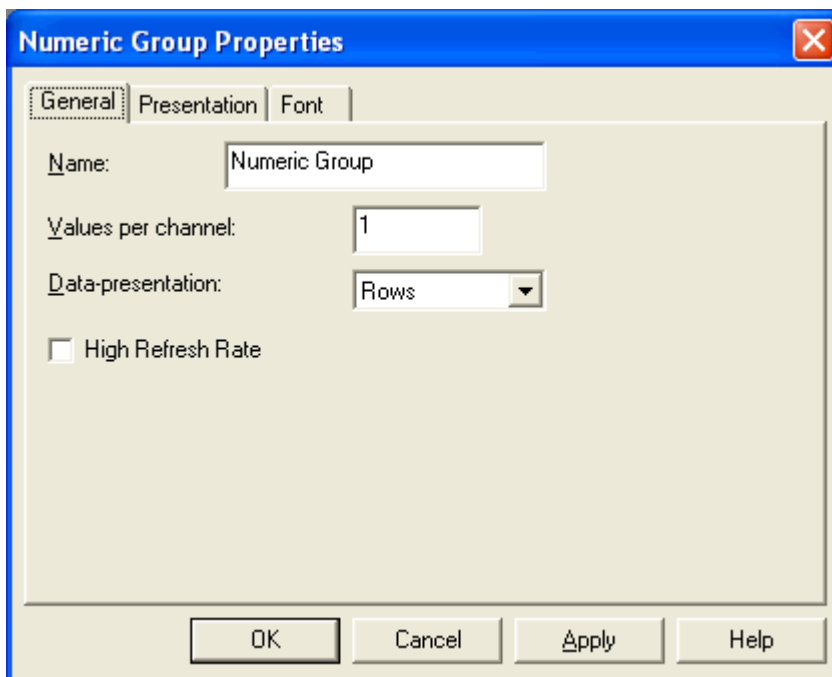 Numeric Group Properties
General Presentation Font
Name: Numeric Group
Values per channel: 1
Data-presentation: Rows
High Refresh Rate
OK Cancel Apply Help